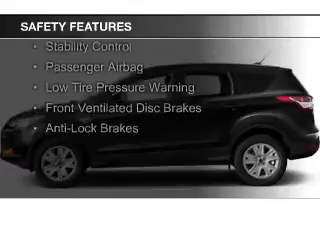 SAFETY FEATURES
• Stability Control
• Passenger Airbag
• Low Tire Pressure Warning
• Front Ventilated Disc Brakes
• Anti-Lock Brakes